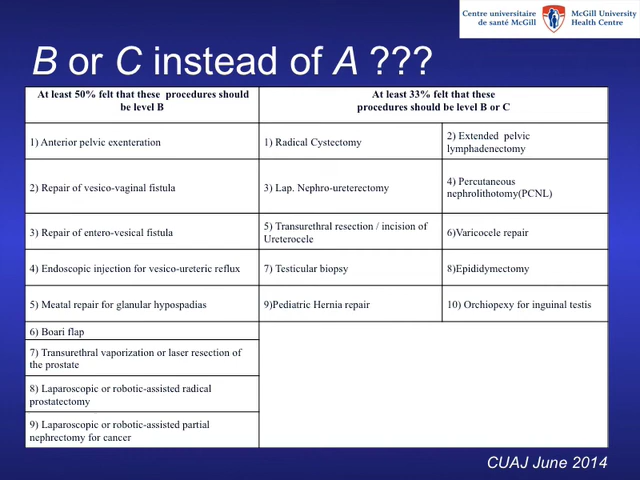 Centre universitaire
de santé McGill
McGill University
Health Centre
B or C instead of A ???
At least 50% felt that these procedures should
be level B
At least 33% felt that these
procedures should be level B or C
1) Anterior pelvic exenteration
1) Radical Cystectomy
2) Extended pelvic
lymphadenectomy
2) Repair of vesico-vaginal fistula
3) Lap. Nephro-ureterectomy
4) Percutaneous
nephrolithotomy(PCNL)
3) Repair of entero-vesical fistula
5) Transurethral resection / incision of
Ureterocele
6)Varicocele repair
4) Endoscopic injection for vesico-ureteric reflux
7) Testicular biopsy
8)Epididymectomy
5) Meatal repair for glanular hypospadias
9)Pediatric Hernia repair
10) Orchiopexy for inguinal testis
6) Boari flap
7) Transurethral vaporization or laser resection of
the prostate
8) Laparoscopic or robotic-assisted radical
prostatectomy
9) Laparoscopic or robotic-assisted partial
nephrectomy for cancer
CUAJ June 2014